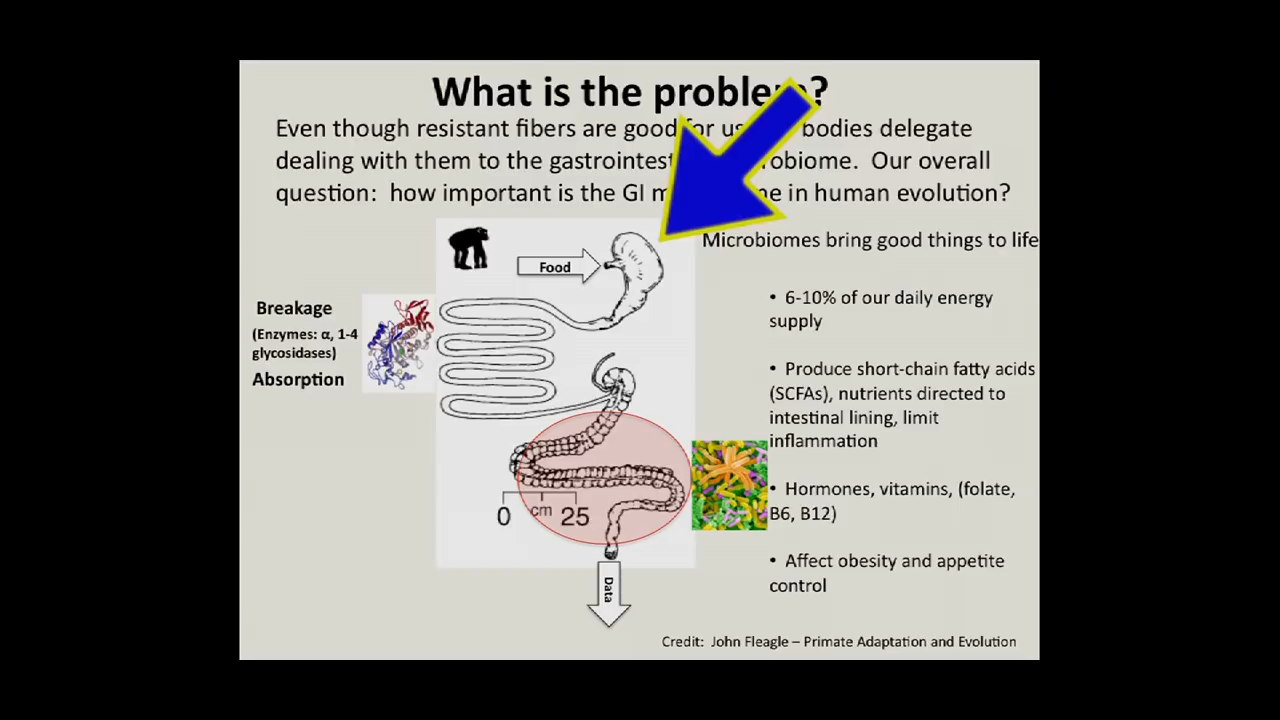 What is the problem?
Even though resistant fibers are good for us, bodies delegate
dealing with them to the gastrointest robiome. Our overall
question: how important is the GI m e in human evolution?
Food
Microbiomes bring good things to life
Breakage
(Enzymes: α, 1-4
glycosidases)
Absorption
• 6-10% of our daily energy
supply
• Produce short-chain fatty acids
(SCFAs), nutrients directed to
intestinal lining, limit
inflammation
• Hormones, vitamins, (folate,
B6, B12)
• Affect obesity and appetite
control
0 cm 25
Data
Credit: John Fleagle – Primate Adaptation and Evolution